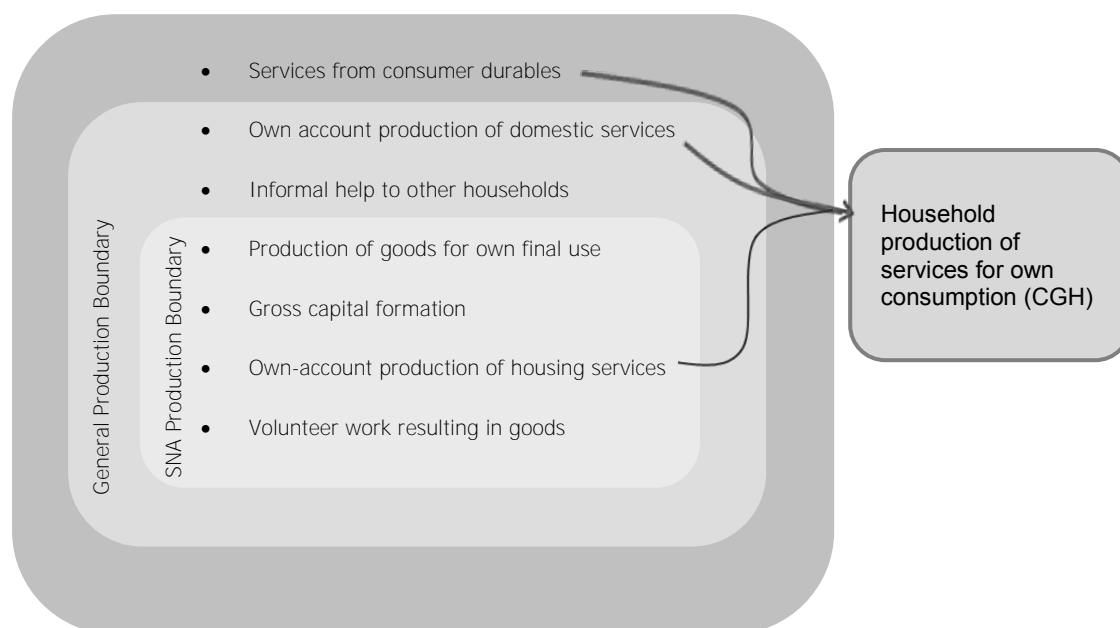 • Services from consumer durables
• Own account production of domestic services
• Informal help to other households
• Production of goods for own final use
• Gross capital formation
• Own-account production of housing services
• Volunteer work resulting in goods
General Production Boundary
SNA Production Boundary
Household
production of
services for own
consumption (CGH)